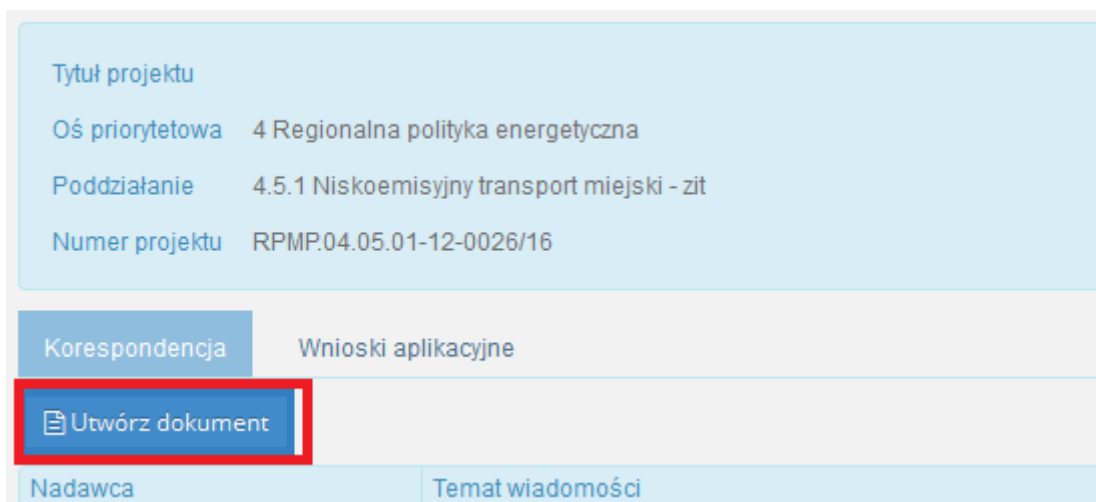 Tytuł projektu
Oś priorytetowa 4 Regionalna polityka energetyczna
Poddziałanie 4.5.1 Niskoemisyjny transport miejski - zit
Numer projektu RPMP.04.05.01-12-0026/16
Korespondencja Wnioski aplikacyjne
Utwórz dokument
Nadawca Temat wiadomości